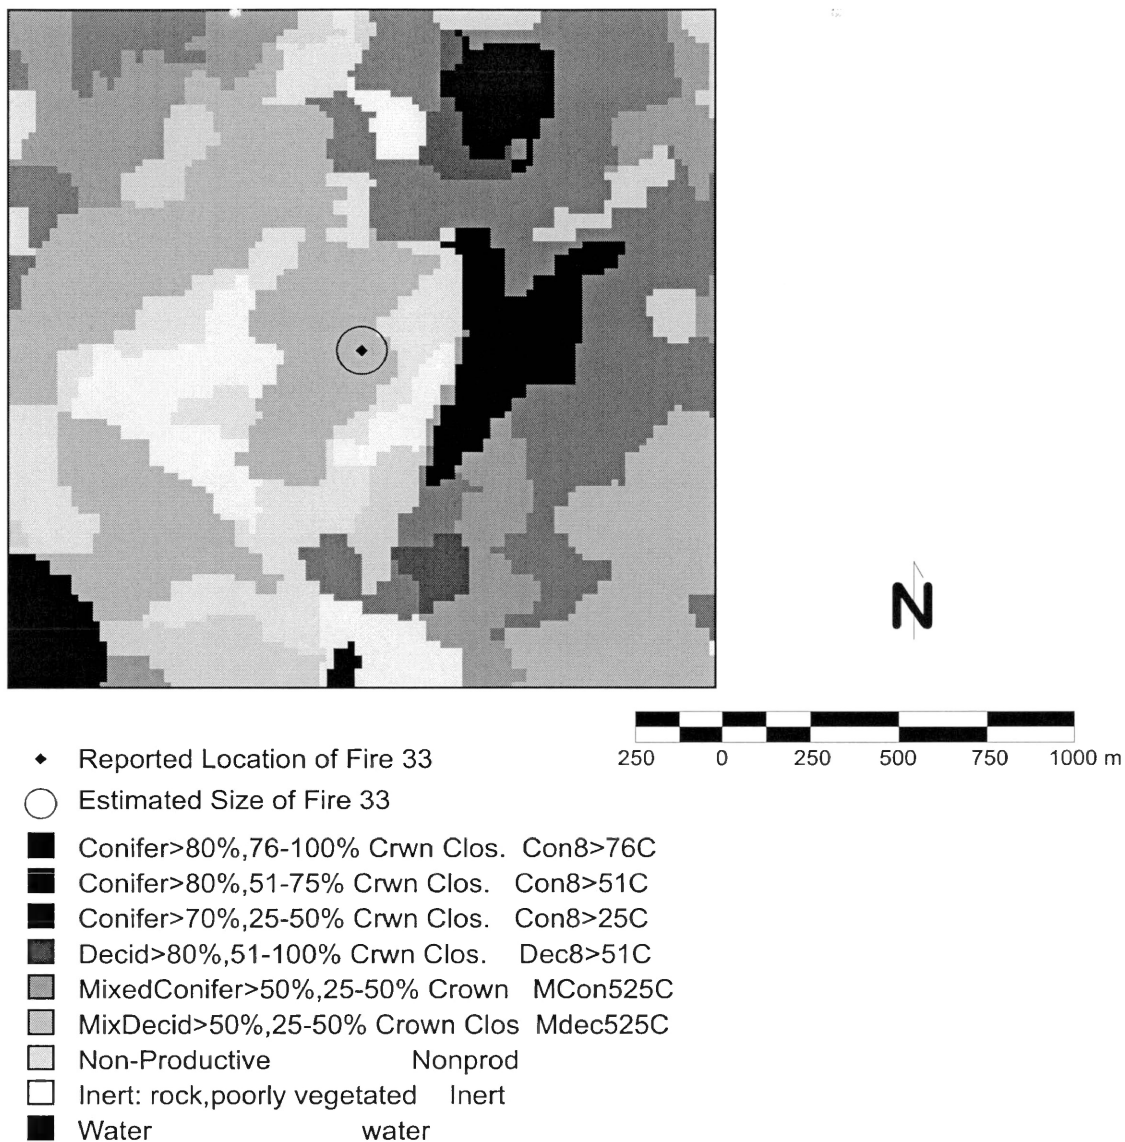 N
250 0 250 500 750 1000 m
Reported Location of Fire 33
Estimated Size of Fire 33
Conifer>80%,76-100% Crwn Clos. Con8>76C
Conifer>80%,51-75% Crwn Clos. Con8>51C
Conifer>70%,25-50% Crwn Clos. Con8>25C
Decid>80%,51-100% Crwn Clos. Dec8>51C
MixedConifer>50%,25-50% Crown MCon525C
MixDecid>50%,25-50% Crown Clos Mdec525C
Non-Productive Nonprod
Inert: rock,poorly vegetated Inert
Water water